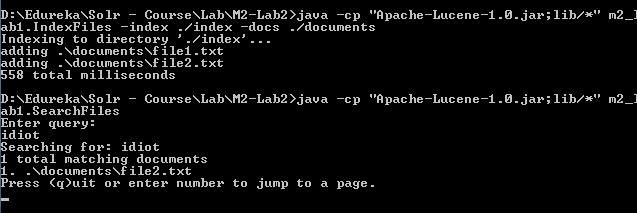 D:\Edureka\Solr - Course\Lab\M2-Lab2>java -cp "Apache-Lucene-1.0.jar;lib/*" m2_l
ab1.IndexFiles -index ./index -docs ./documents
Indexing to directory './index'...
adding .\documents\file1.txt
adding .\documents\file2.txt
558 total milliseconds
D:\Edureka\Solr - Course\Lab\M2-Lab2>java -cp "Apache-Lucene-1.0.jar;lib/*" m2_l
ab1.SearchFiles
Enter query:
idiot
Searching for: idiot
1 total matching documents
1. .\documents\file2.txt
Press (q)uit or enter number to jump to a page.